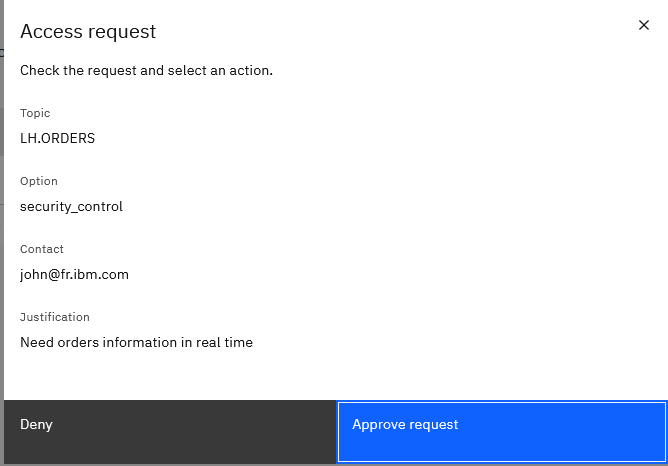 Access request
Check the request and select an action.
Topic
LH.ORDERS
Option
security_control
Contact
john@fr.ibm.com
Justification
Need orders information in real time
Deny
Approve request